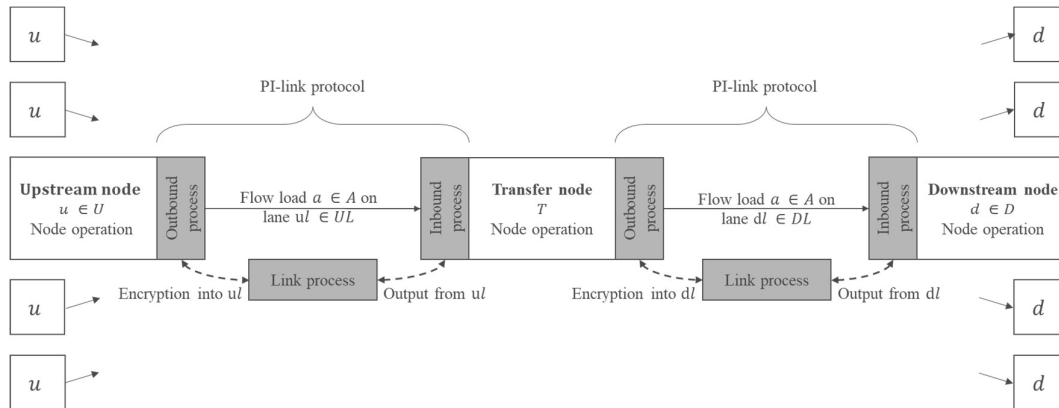 u
d
u
d
PI-link protocol
PI-link protocol
Upstream node
u ∈ U
Node operation
Outbound
process
Flow load a ∈ A on
lane ul ∈ UL
Inbound
process
Transfer node
T
Node operation
Outbound
process
Flow load a ∈ A on
lane dl ∈ DL
Inbound
process
Downstream node
d ∈ D
Node operation
Encryption into ul
Link process
Output from ul
Encryption into dl
Link process
Output from dl
u
d
u
d